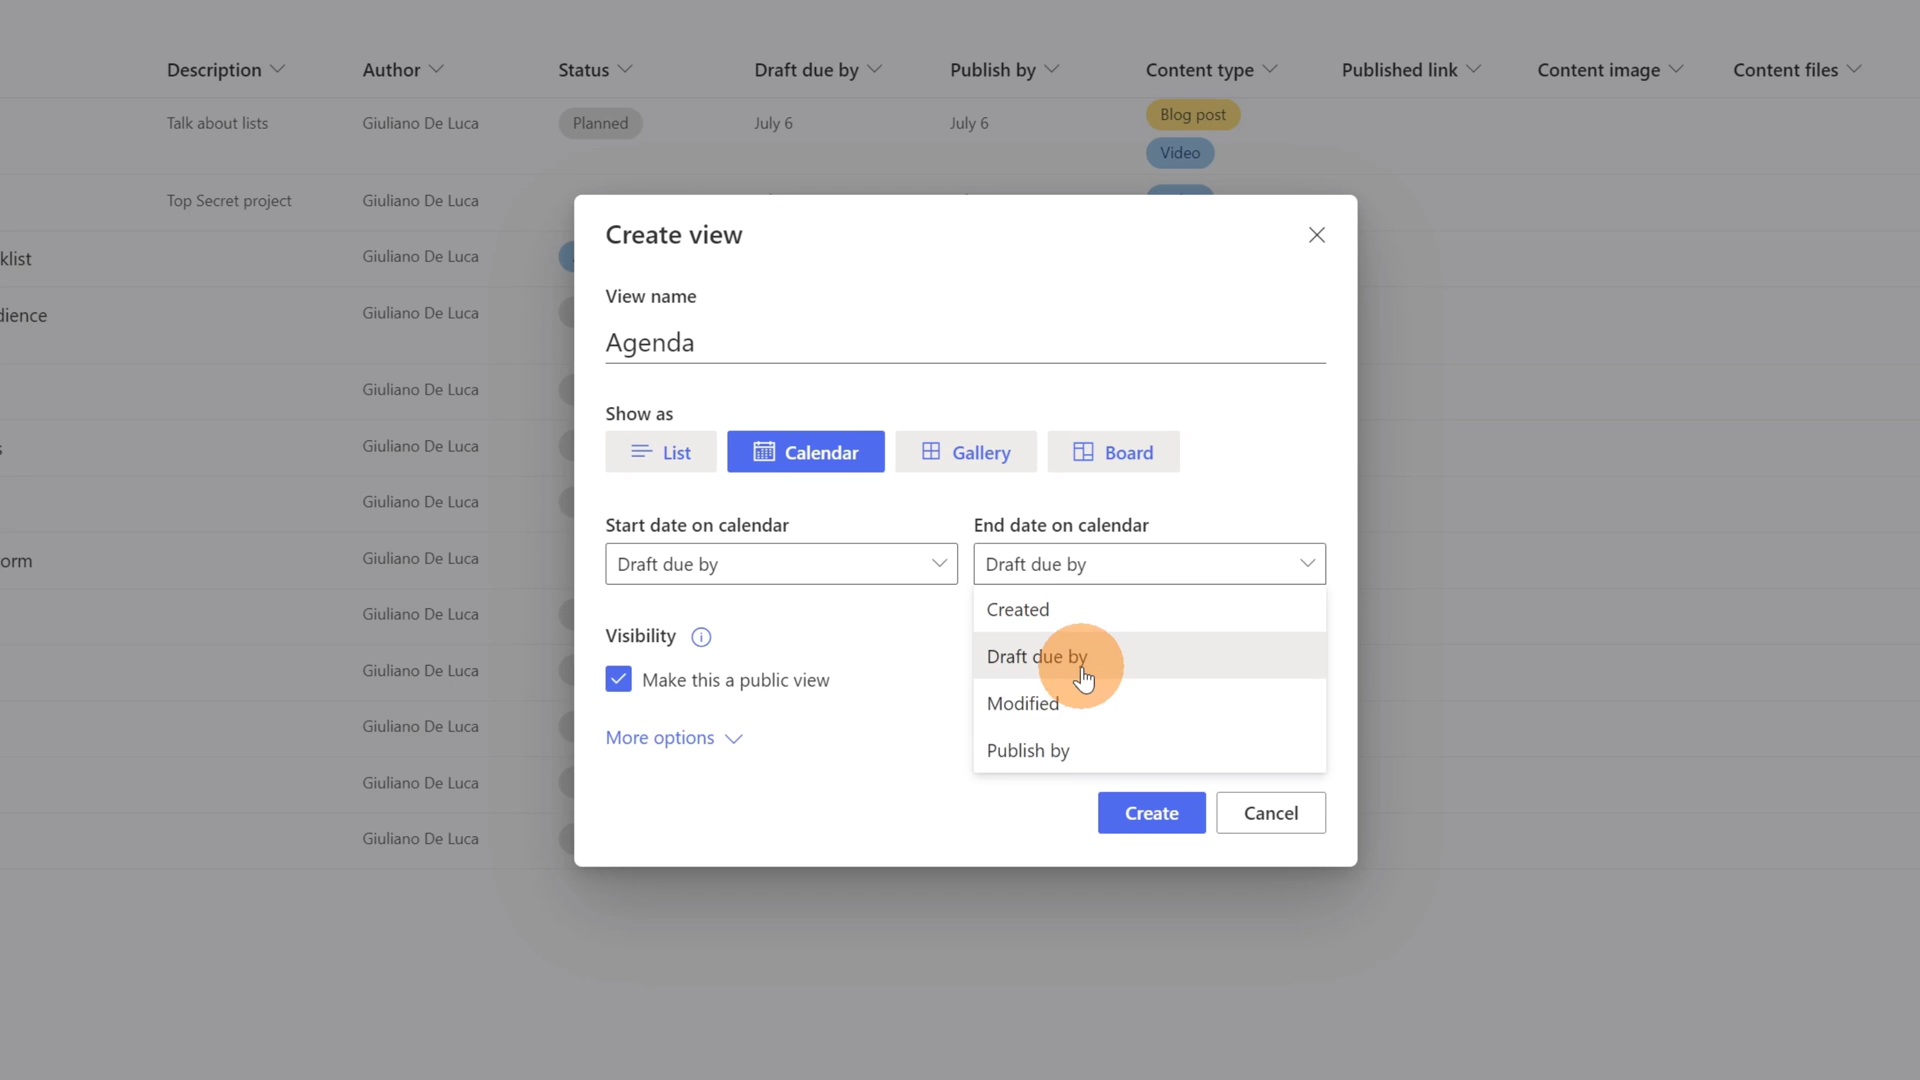 Description Author Status Draft due by Publish by Content type Published link Content image Content files
Talk about lists Giuliano De Luca Planned July 6 July 6 Blog post
Video
Top Secret project Giuliano De Luca
Create view
klist Giuliano De Luca
View name
dience Giuliano De Luca
Agenda
Giuliano De Luca
Show as
Giuliano De Luca
List Calendar Gallery Board
Giuliano De Luca
Start date on calendar End date on calendar
orm Giuliano De Luca
Draft due by Draft due by
Created
Giuliano De Luca
Visibility
Draft due by
Giuliano De Luca
Make this a public view
Modified
Giuliano De Luca
More options
Publish by
Giuliano De Luca
Create Cancel
Giuliano De Luca